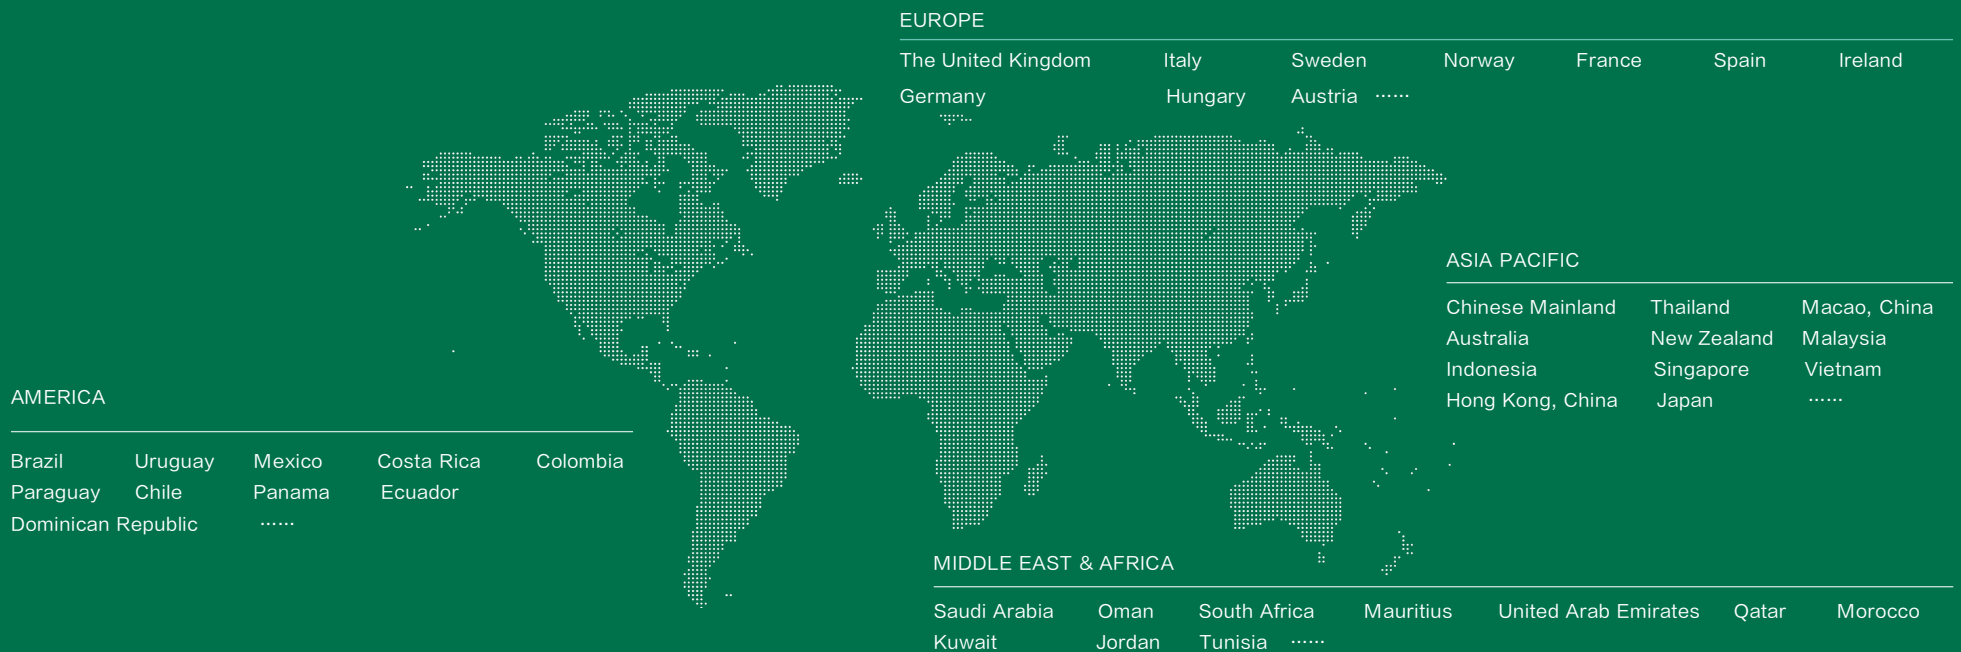 EUROPE
The United Kingdom Italy Sweden Norway France Spain Ireland
Germany Hungary Austria ……
ASIA PACIFIC
Chinese Mainland Thailand Macao, China
Australia New Zealand Malaysia
Indonesia Singapore Vietnam
Hong Kong, China Japan ……
AMERICA
Brazil Uruguay Mexico Costa Rica Colombia
Paraguay Chile Panama Ecuador
Dominican Republic ……
MIDDLE EAST & AFRICA
Saudi Arabia Oman South Africa Mauritius United Arab Emirates Qatar Morocco
Kuwait Jordan Tunisia ……